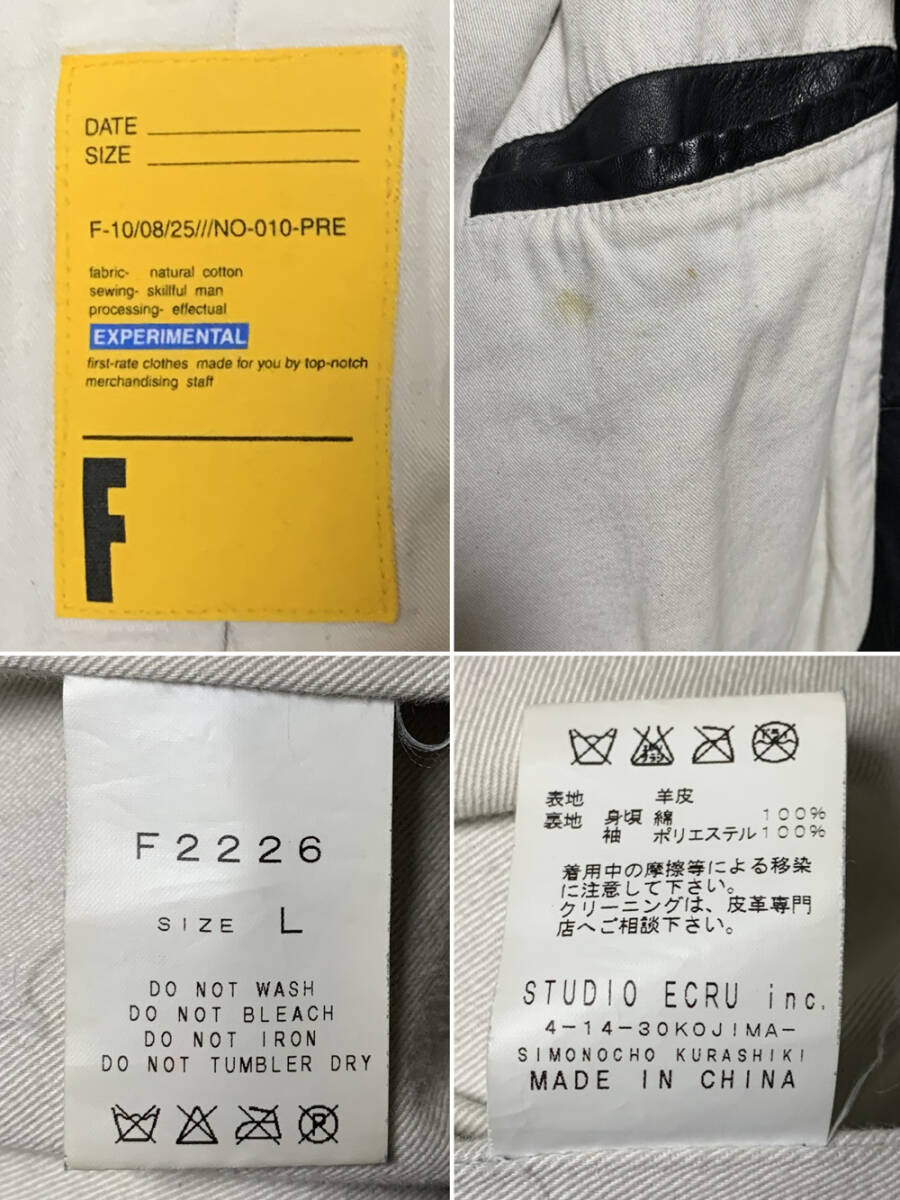 DATE
SIZE
F-10/08/25///NO-010-PRE
fabric- natural cotton
sewing- skillful man
processing- effectual
EXPERIMENTAL
first-rate clothes made for you by top-notch
merchandising staff
F
F2226
SIZE L
DO NOT WASH
DO NOT BLEACH
DO NOT IRON
DO NOT TUMBLER DRY
表地 羊皮
裏地 身頃 綿 100%
袖 ポリエステル100%
着用中の摩擦等による移染
に注意して下さい。
クリーニングは、皮革専門
店へご相談下さい。
STUDIO ECRU inc.
4-14-30KOJIMA-
SIMONOCHO KURASHIKI
MADE IN CHINA